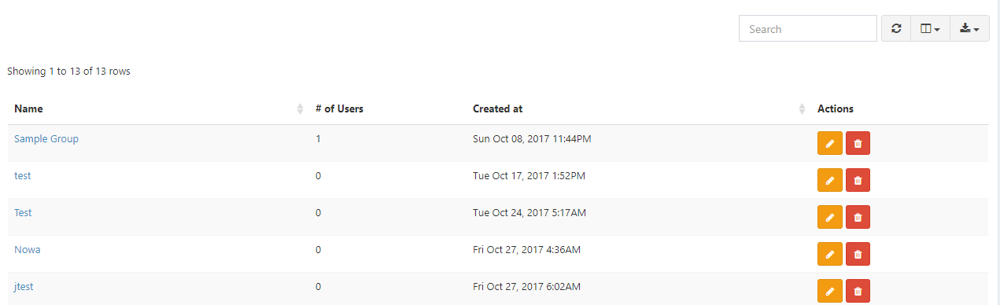 Search
Showing 1 to 13 of 13 rows
Name # of Users Created at Actions
Sample Group 1 Sun Oct 08, 2017 11:44PM
test 0 Tue Oct 17, 2017 1:52PM
Test 0 Tue Oct 24, 2017 5:17AM
Nowa 0 Fri Oct 27, 2017 4:36AM
jtest 0 Fri Oct 27, 2017 6:02AM